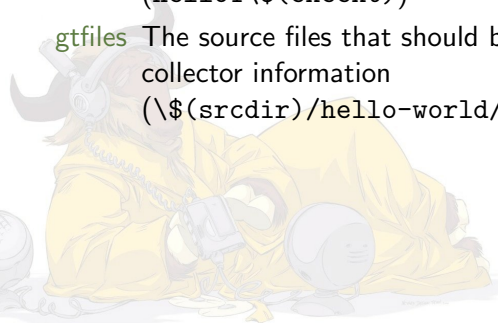 gtfiles The source files that should b
collector information
(\$(srcdir)/hello-world/